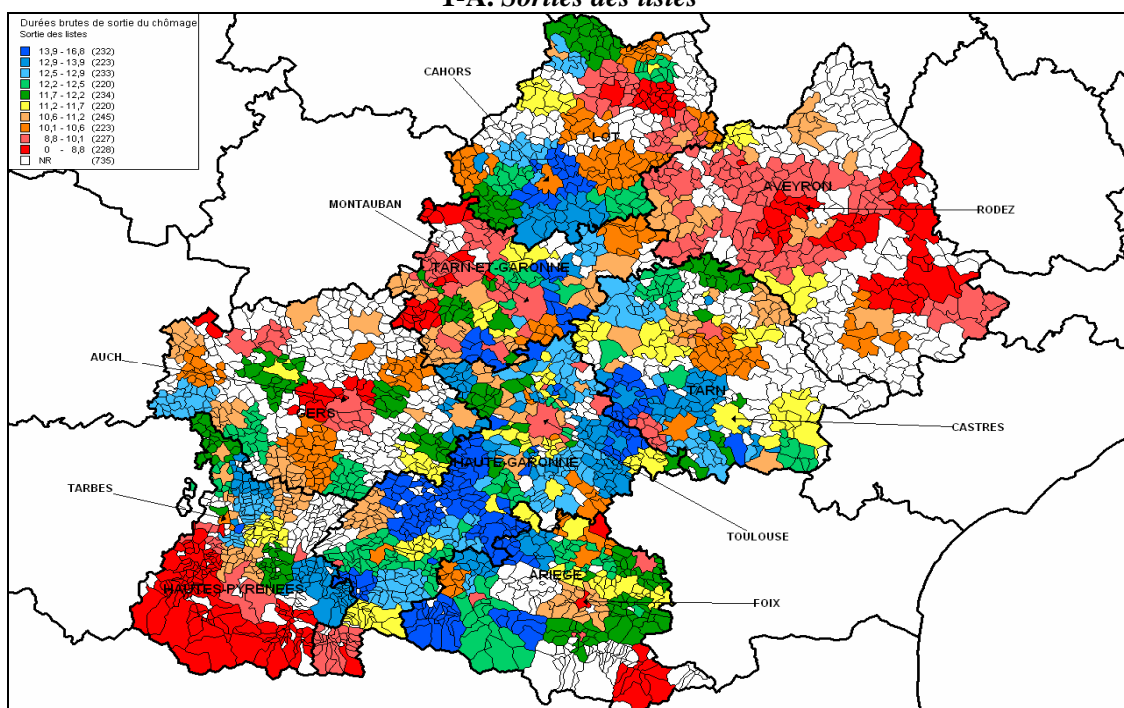 1-A. Sorties des listes
Durées brutes de sortie du chômage
Sortie des listes
13,9 - 16,8 (232)
12,9 - 13,9 (223)
12,5 - 12,9 (233)
12,2 - 12,5 (220)
11,7 - 12,2 (234)
11,2 - 11,7 (220)
10,6 - 11,2 (245)
10,1 - 10,6 (223)
8,8 - 10,1 (227)
0 - 8,8 (228)
NR (735)
CAHORS
LOT
AVEYRON
MONTAUBAN
RODEZ
TARN-ET-GARONNE
AUCH
TARN
GERS
CASTRES
HAUTE-GARONNE
TARBES
TOULOUSE
ARIEGE
HAUTES-PYRENEES
FOIX